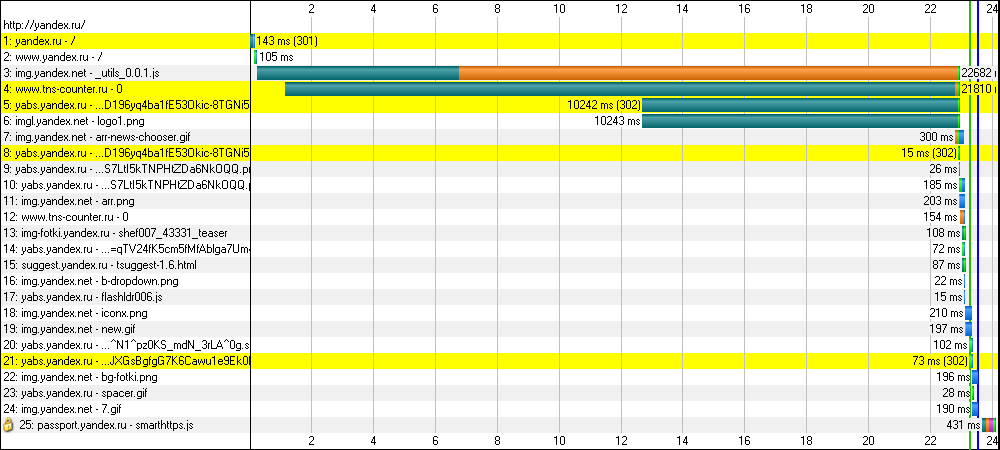 2 4 6 8 10 12 14 16 18 20 22 24
http://yandex.ru/
1: yandex.ru - / 143 ms (301)
2: www.yandex.ru - / 105 ms
3: img.yandex.net - _utils_0.0.1.js 22682
4: www.tns-counter.ru - 0 21810
5: yabs.yandex.ru - ...D196yq4ba1fE53Okic-8TGNi5 10242 ms (302)
6: imgl.yandex.net - logo1.png 10243 ms
7: img.yandex.net - arr-news-chooser.gif 300 ms
8: yabs.yandex.ru - ...D196yq4ba1fE53Okic-8TGNi5 15 ms (302)
9: yabs.yandex.ru - ...S7LtI5kTNPHtZDa6NkOQQ.p 26 ms
10: yabs.yandex.ru - ...S7LtI5kTNPHtZDa6NkOQQ. 185 ms
11: img.yandex.net - arr.png 203 ms
12: www.tns-counter.ru - 0 154 ms
13: img-fotki.yandex.ru - shef007_43331_teaser 108 ms
14: yabs.yandex.ru - ...=qTV24fK5cm5fMfAblga7Um 72 ms
15: suggest.yandex.ru - tsuggest-1.6.html 87 ms
16: img.yandex.net - b-dropdown.png 22 ms
17: yabs.yandex.ru - flashldr006.js 15 ms
18: img.yandex.net - iconx.png 210 ms
19: img.yandex.net - new.gif 197 ms
20: yabs.yandex.ru - ...^N1^pz0KS_mdN_3rLA^0g.s 102 ms
21: yabs.yandex.ru - ...JXGsBgfgG7K6Cawu1e9Ek0 73 ms (302)
22: img.yandex.net - bg-fotki.png 196 ms
23: yabs.yandex.ru - spacer.gif 28 ms
24: img.yandex.net - 7.gif 190 ms
25: passport.yandex.ru - smarthttps.js 431 ms
2 4 6 8 10 12 14 16 18 20 22 24